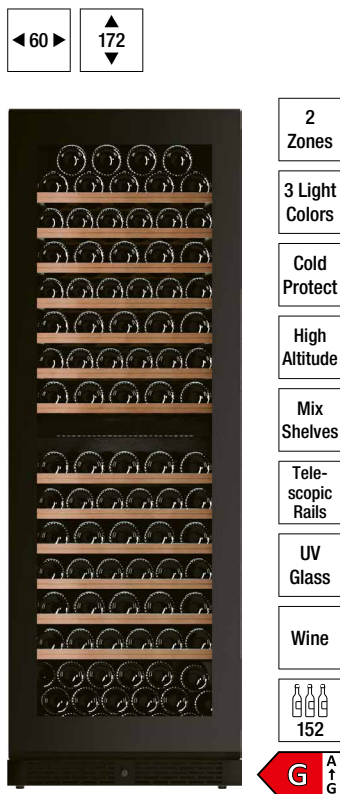 60
172
2
Zones
3 Light
Colors
Cold
Protect
High
Altitude
Mix
Shelves
Tele-
scopic
Rails
UV
Glass
Wine
152
G
A
↑
G